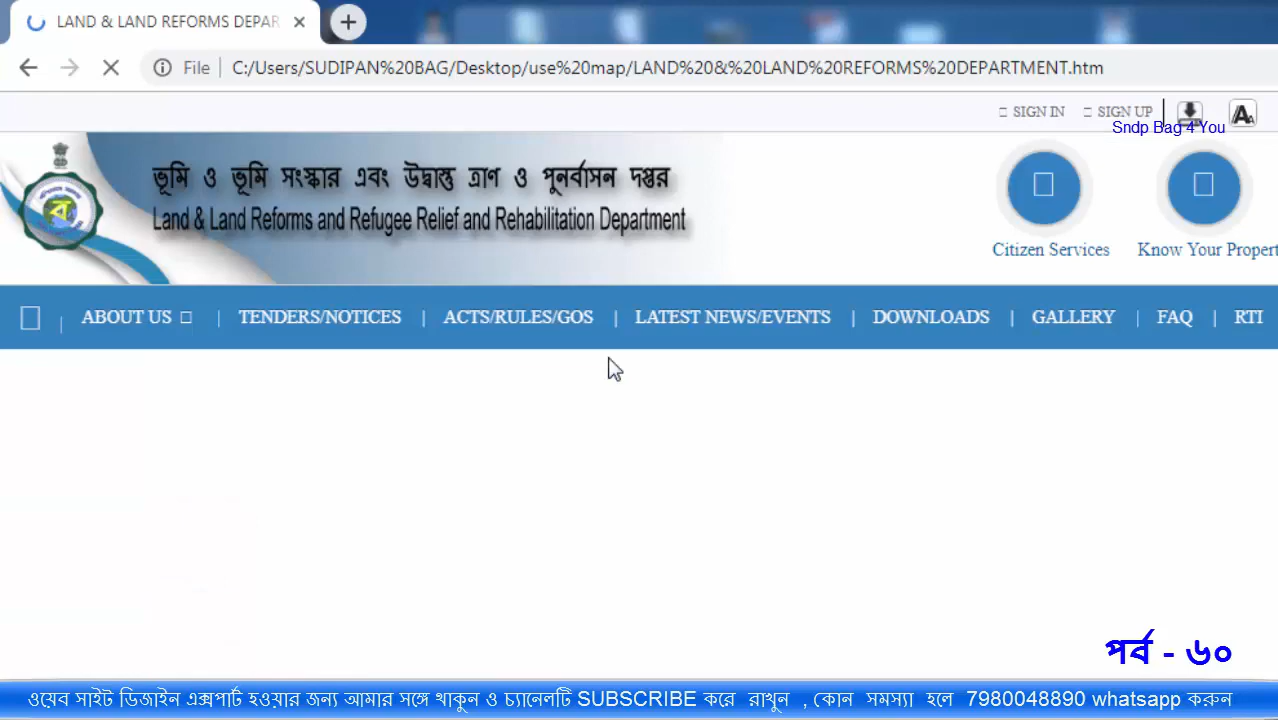 LAND & LAND REFORMS DEPAR
File | C:/Users/SUDIPAN%20BAG/Desktop/use%20map/LAND%20&%20LAND%20REFORMS%20DEPARTMENT.htm
SIGN IN SIGN UP
Sndp Bag 4 You
ভূমি ও ভূমি সংস্কার এবং উদ্বাস্তু ত্রাণ ও পুনর্বাসন দপ্তর
Land & Land Reforms and Refugee Relief and Rehabilitation Department
Citizen Services Know Your Propert
ABOUT US | TENDERS/NOTICES | ACTS/RULES/GOS | LATEST NEWS/EVENTS | DOWNLOADS | GALLERY | FAQ | RTI
পর্ব - ৬০
ওয়েব সাইট ডিজাইন এক্সপার্ট হওয়ার জন্য আমার সঙ্গে থাকুন ও চ্যানেলটি SUBSCRIBE করে রাখুন , কোন সমস্যা হলে 7980048890 whatsapp করুন